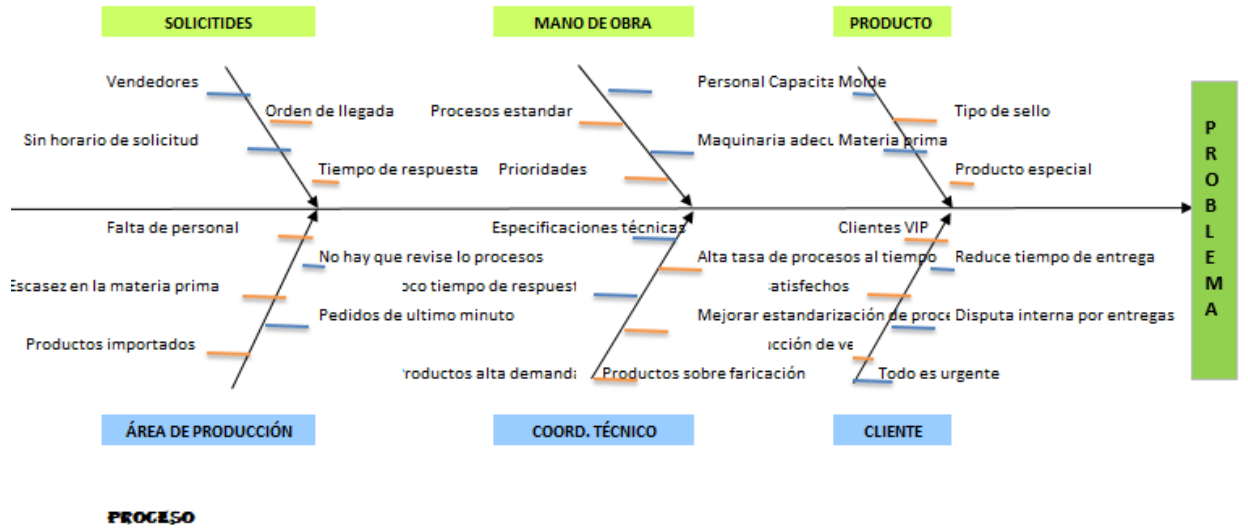 SOLICITIDES
MANO DE OBRA
PRODUCTO
Vendedores
Orden de llegada
Sin horario de solicitud
Tiempo de respuesta
Procesos estandar
Prioridades
Personal Capacita
Maquinaria adecu
Molde
Materia prima
Tipo de sello
Producto especial
PROBLEMA
Falta de personal
No hay que revise lo procesos
Escasez en la materia prima
Pedidos de ultimo minuto
Productos importados
Especificaciones técnicas
Alta tasa de procesos al tiempo
oco tiempo de respuest
Mejorar estandarización de proce
roductos alta demanda
Productos sobre faricación
Clientes VIP
Reduce tiempo de entrega
atisfechos
Disputa interna por entregas
cción de ve
Todo es urgente
ÁREA DE PRODUCCIÓN
COORD. TÉCNICO
CLIENTE
PROCESO